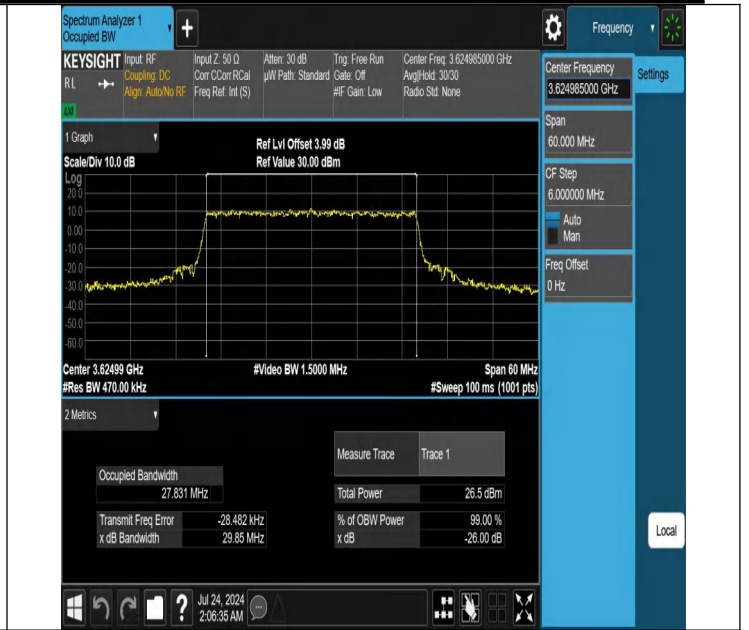 Spectrum Analyzer 1
Occupied BW
+
Frequency
KEYSIGHT
RL
LXI
Input: RF
Coupling: DC
Align: Auto/No RF
Input Z: 50 Ω
Corr CCorr RCal
Freq Ref: Int (S)
Atten: 30 dB
µW Path: Standard
Trig: Free Run
Gate: Off
#IF Gain: Low
Center Freq: 3.624985000 GHz
Avg|Hold: 30/30
Radio Std: None
Center Frequency
3.624985000 GHz
Settings
Span
60.000 MHz
CF Step
6.000000 MHz
Auto
Man
Freq Offset
0 Hz
1 Graph
Ref Lvl Offset 3.99 dB
Scale/Div 10.0 dB
Ref Value 30.00 dBm
Log
20.0
10.0
0.00
-10.0
-20.0
-30.0
-40.0
-50.0
-60.0
Center 3.62499 GHz
#Video BW 1.5000 MHz
Span 60 MHz
#Res BW 470.00 kHz
#Sweep 100 ms (1001 pts)
2 Metrics
Measure Trace Trace 1
Occupied Bandwidth
27.831 MHz
Total Power 26.5 dBm
Transmit Freq Error -28.482 kHz
% of OBW Power 99.00 %
x dB Bandwidth 29.85 MHz
x dB -26.00 dB
Local
?
Jul 24, 2024
2:06:35 AM